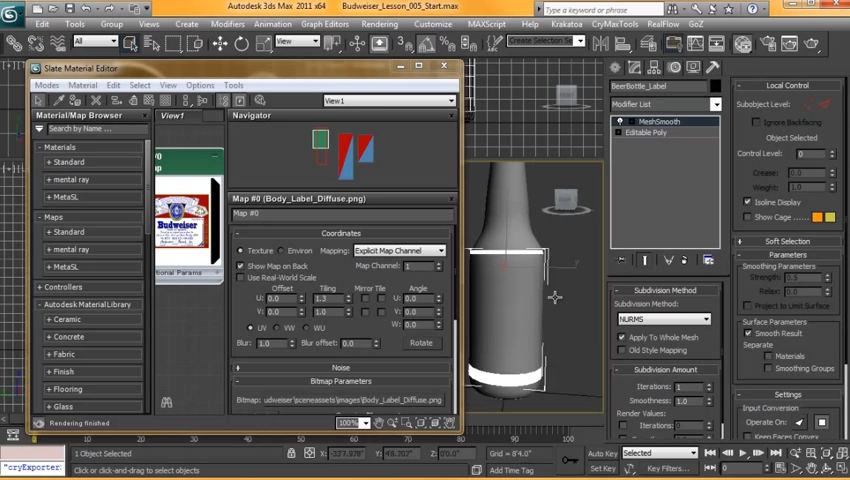 Autodesk 3ds Max 2011 x64 Budweiser_Lesson_005_Start.max
Type a keyword or phrase
Edit Tools Group Views Create Modifiers Animation Graph Editors Rendering Customize MAXScript Help Krakatoa CryMaxTools RealFlow GoZ
All View Create Selection Se
Slate Material Editor
Modes Material Edit Select View Options Tools
View1
Material/Map Browser
Search by Name ...
Materials
+ Standard
+ mental ray
+ MetaSL
Maps
+ Standard
+ mental ray
+ MetaSL
+ Controllers
Autodesk Material Library
+ Ceramic
+ Concrete
+ Fabric
+ Finish
+ Flooring
+ Glass
View1
Budweiser
tional Params
Navigator
Map #0 (Body_Label_Diffuse.png)
Map #0
Coordinates
Texture Environ Mapping: Explicit Map Channel
Show Map on Back Map Channel: 1
Use Real-World Scale
Offset Tiling Mirror Tile Angle
U: 0.0 1.3 U: 0.0
V: 0.0 1.0 V: 0.0
W: 0.0
UV VW WU
Blur: 1.0 Blur offset: 0.0 Rotate
Noise
Bitmap Parameters
Bitmap: udweiser\sceneassets\images\Body_Label_Diffuse.png
Rendering finished
100%
BeerBottle_Label
Modifier List
MeshSmooth
Editable Poly
Subdivision Method
NURMS
Apply To Whole Mesh
Old Style Mapping
Subdivision Amount
Iterations: 1
Smoothness: 1.0
Render Values:
Iterations: 0
Local Control
Subobject Level:
Ignore Backfacing
Object Selected
Control Level: 0
Crease: 0.0
Weight: 1.0
Isoline Display
Show Cage
Soft Selection
Parameters
Smoothing Parameters
Strength: 0.5
Relax: 0.0
Project to Limit Surface
Surface Parameters
Smooth Result
Separate
Materials
Smoothing Groups
Settings
Input Conversion
Operate On:
Keep Faces Convex
0 10 20 30 40 50 60 70 80 90 100
"cryExporter:
1 Object Selected
Click or click-and-drag to select objects
Grid = 8'4.0"
Add Time Tag
Auto Key Selected
Set Key Key Filters...
0